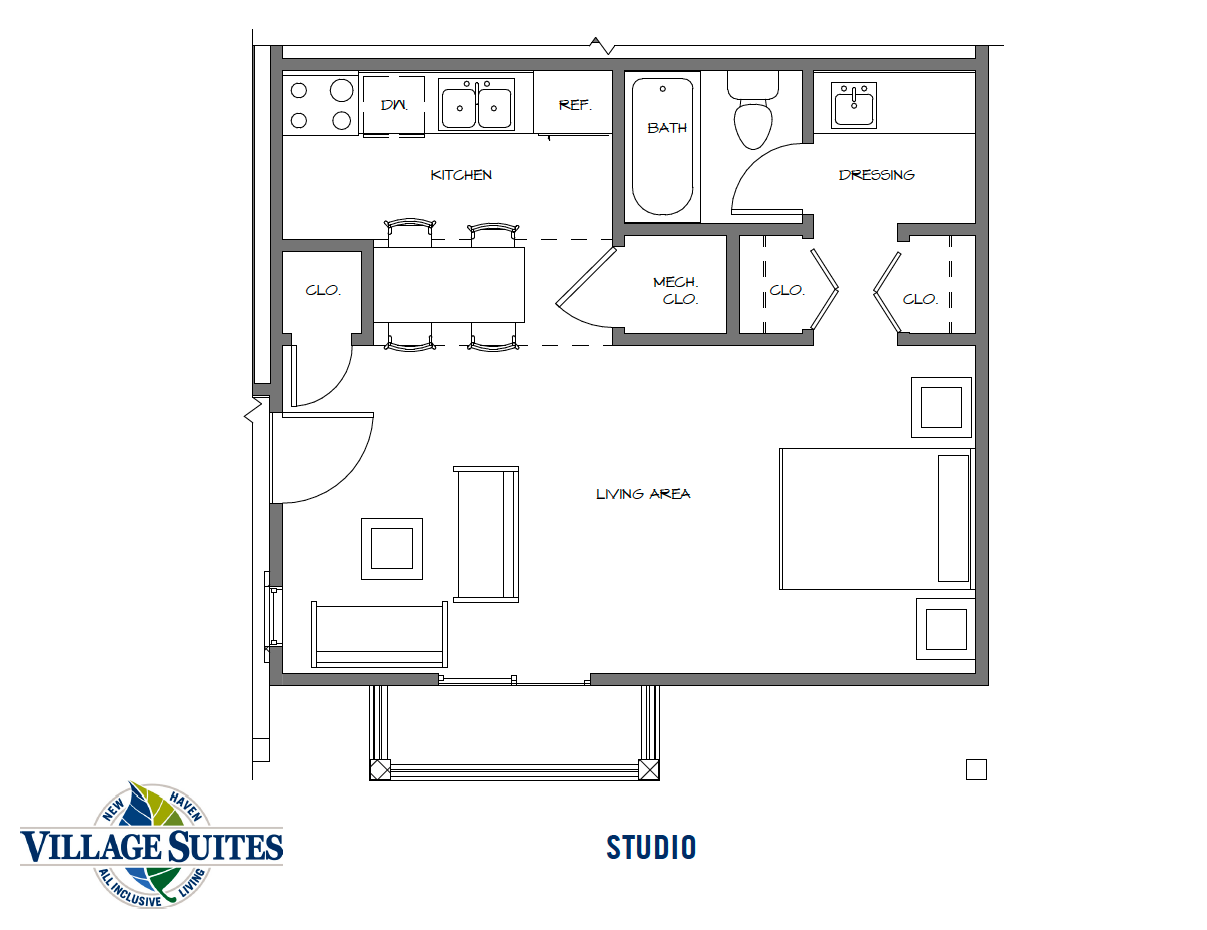 DW.
REF.
BATH
KITCHEN
DRESSING
CLO.
MECH.
CLO.
CLO.
CLO.
LIVING AREA
NEW HAVEN
VILLAGE SUITES
ALL INCLUSIVE LIVING
STUDIO